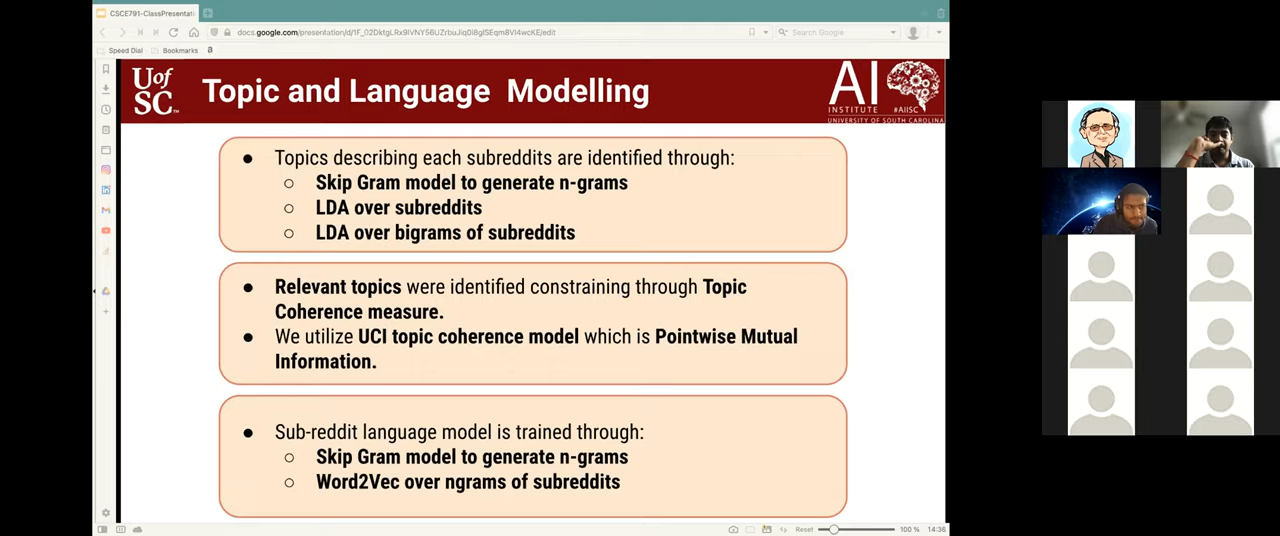 CSCE791-ClassPresentati
docs.google.com/presentation/d/1F_02DktgLRx9IVNY56UZrbuJiqOi8gISEqm8VI4wcKE/edit
Search Google
Speed Dial
Bookmarks
a
U of SC
Topic and Language Modelling
AI
INSTITUTE
#AIISC
UNIVERSITY OF SOUTH CAROLINA
● Topics describing each subreddits are identified through:
○ Skip Gram model to generate n-grams
○ LDA over subreddits
○ LDA over bigrams of subreddits
● Relevant topics were identified constraining through Topic
Coherence measure.
● We utilize UCI topic coherence model which is Pointwise Mutual
Information.
● Sub-reddit language model is trained through:
○ Skip Gram model to generate n-grams
○ Word2Vec over ngrams of subreddits
Reset
100 %
14:36